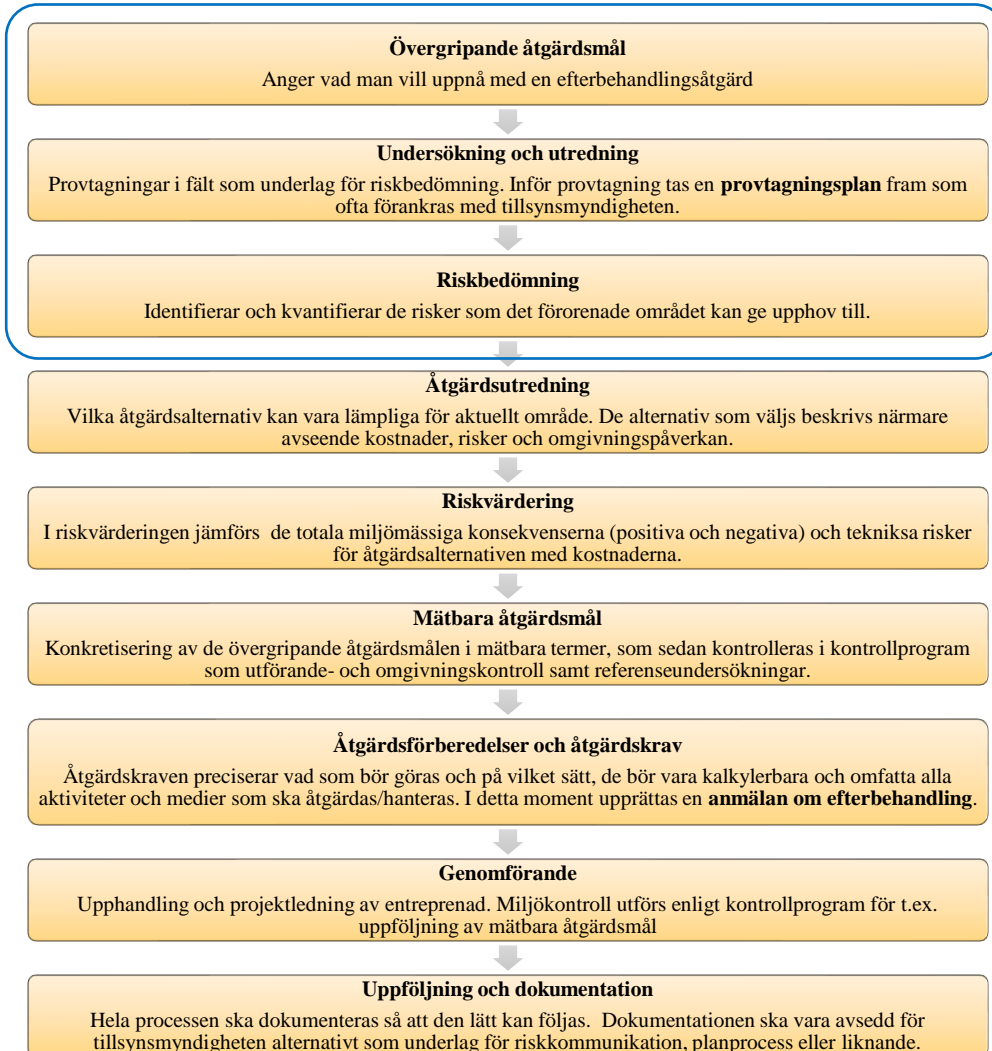 Övergripande åtgärdsmål
Anger vad man vill uppnå med en efterbehandlingsåtgärd
Undersökning och utredning
Provtagningar i fält som underlag för riskbedömning. Inför provtagning tas en provtagningsplan fram som
ofta förankras med tillsynsmyndigheten.
Riskbedömning
Identifierar och kvantifierar de risker som det förorenade området kan ge upphov till.
Åtgärdsutredning
Vilka åtgärdsalternativ kan vara lämpliga för aktuellt område. De alternativ som väljs beskrivs närmare
avseende kostnader, risker och omgivningspåverkan.
Riskvärdering
I riskvärderingen jämförs de totala miljömässiga konsekvenserna (positiva och negativa) och tekniksa risker
för åtgärdsalternativen med kostnaderna.
Mätbara åtgärdsmål
Konkretisering av de övergripande åtgärdsmålen i mätbara termer, som sedan kontrolleras i kontrollprogram
som utförande- och omgivningskontroll samt referenseundersökningar.
Åtgärdsförberedelser och åtgärdskrav
Åtgärdskraven preciserar vad som bör göras och på vilket sätt, de bör vara kalkylerbara och omfatta alla
aktiviteter och medier som ska åtgärdas/hanteras. I detta moment upprättas en anmälan om efterbehandling.
Genomförande
Upphandling och projektledning av entreprenad. Miljökontroll utförs enligt kontrollprogram för t.ex.
uppföljning av mätbara åtgärdsmål
Uppföljning och dokumentation
Hela processen ska dokumenteras så att den lätt kan följas. Dokumentationen ska vara avsedd för
tillsynsmyndigheten alternativt som underlag för riskkommunikation, planprocess eller liknande.